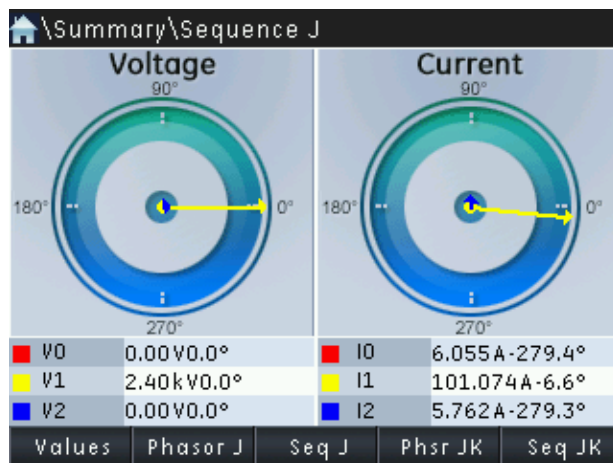 \Summary\Sequence J
Voltage
90°
180°
0°
270°
Current
90°
180°
0°
270°
V0 0.00V0.0°
V1 2.40kV0.0°
V2 0.00V0.0°
I0 6.055A-279.4°
I1 101.074A-6.6°
I2 5.762A-279.3°
Values Phasor J Seq J Phsr JK Seq JK